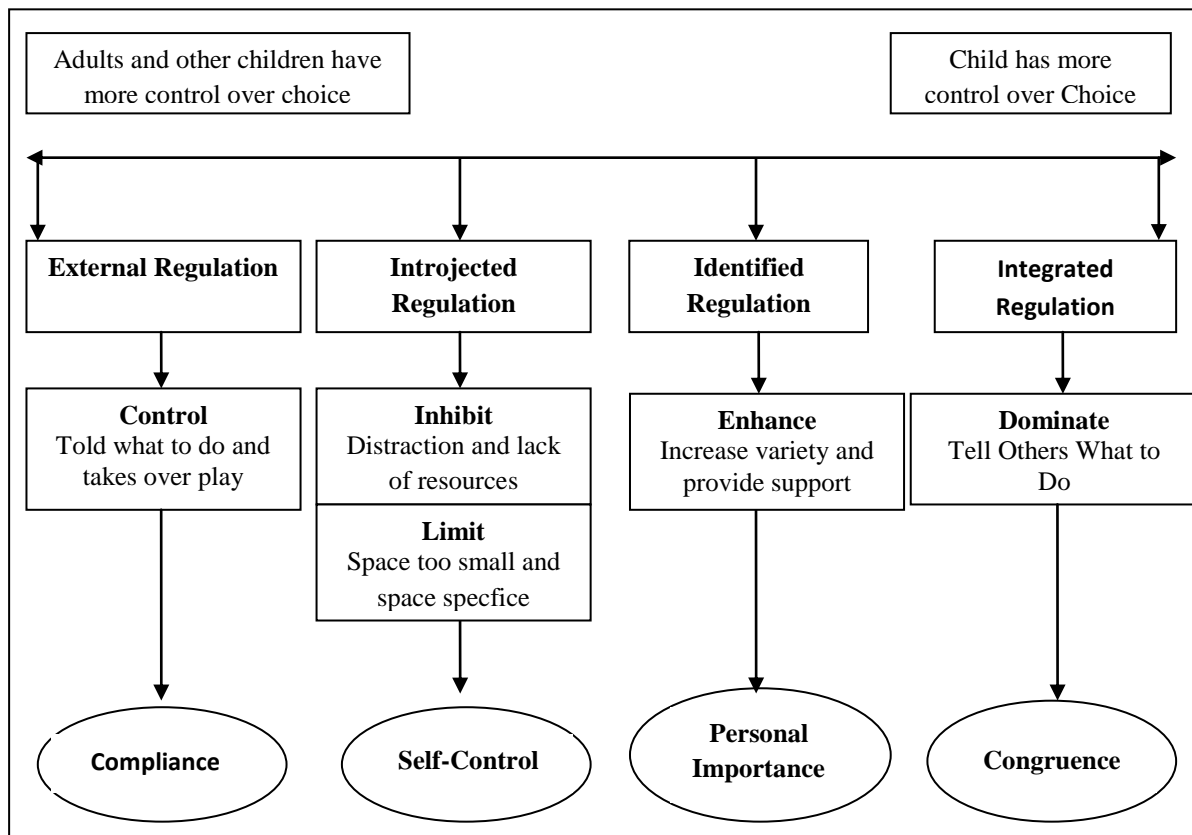 Adults and other children have
more control over choice
Child has more
control over Choice
External Regulation
Introjected
Regulation
Identified
Regulation
Integrated
Regulation
Control
Told what to do and
takes over play
Inhibit
Distraction and lack
of resources
Limit
Space too small and
space specfice
Enhance
Increase variety and
provide support
Dominate
Tell Others What to
Do
Compliance
Self-Control
Personal
Importance
Congruence